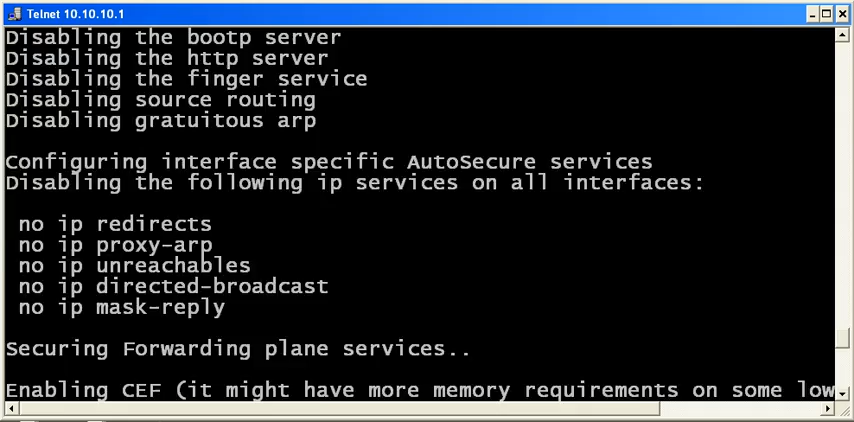 Telnet 10.10.10.1
Disabling the bootp server
Disabling the http server
Disabling the finger service
Disabling source routing
Disabling gratuitous arp
Configuring interface specific AutoSecure services
Disabling the following ip services on all interfaces:
no ip redirects
no ip proxy-arp
no ip unreachables
no ip directed-broadcast
no ip mask-reply
Securing Forwarding plane services..
Enabling CEF (it might have more memory requirements on some low